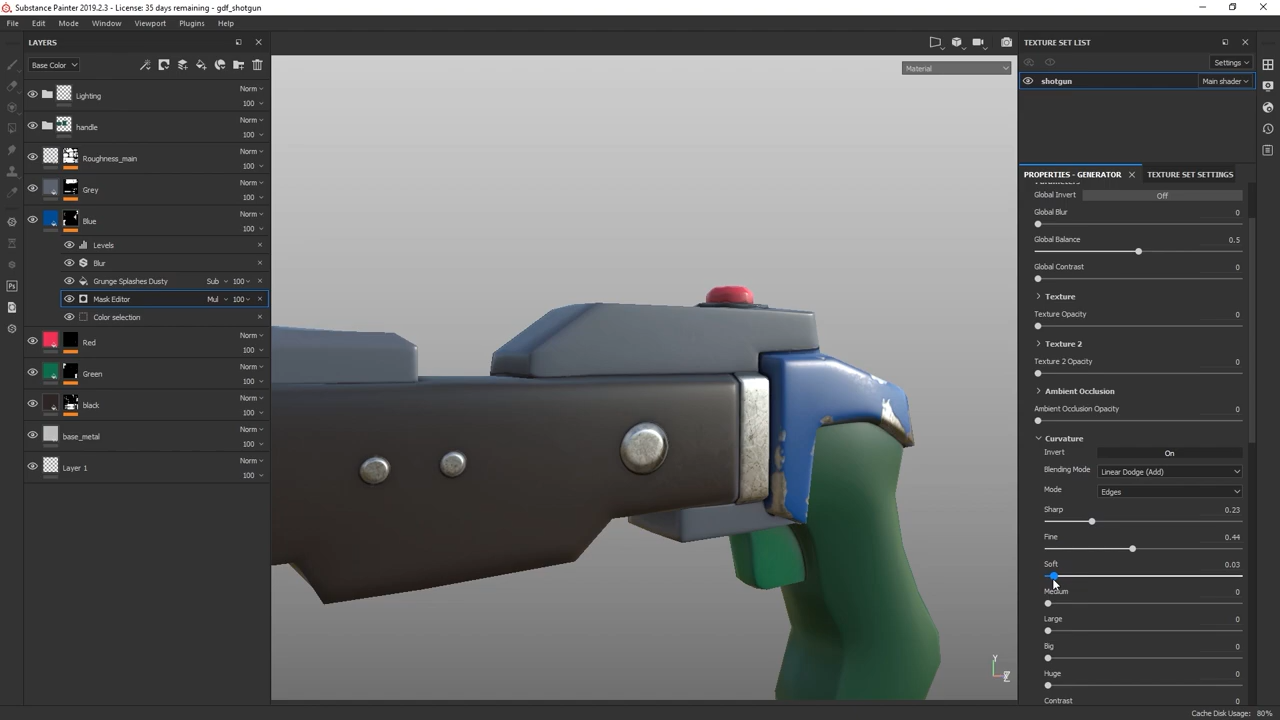 Substance Painter 2019.2.3 - License: 35 days remaining - gdf_shotgun
File Edit Mode Window Viewport Plugins Help
LAYERS
Base Color
Lighting Norm 100
handle Norm 100
Roughness_main Norm 100
Grey Norm 100
Blue Norm 100
Levels
Blur
Grunge Splashes Dusty Sub 100
Mask Editor Mul 100
Color selection
Red Norm 100
Green Norm 100
black Norm 100
base_metal Norm 100
Layer 1 Norm 100
Ps
Material
Y
Z
TEXTURE SET LIST
Settings
shotgun Main shader
PROPERTIES - GENERATOR TEXTURE SET SETTINGS
Parameters
Global Invert Off
Global Blur 0
Global Balance 0.5
Global Contrast 0
Texture
Texture Opacity 0
Texture 2
Texture 2 Opacity 0
Ambient Occlusion
Ambient Occlusion Opacity 0
Curvature
Invert On
Blending Mode Linear Dodge (Add)
Mode Edges
Sharp 0.23
Fine 0.44
Soft 0.03
Medium 0
Large 0
Big 0
Huge 0
Contrast 0
Cache Disk Usage: 80%